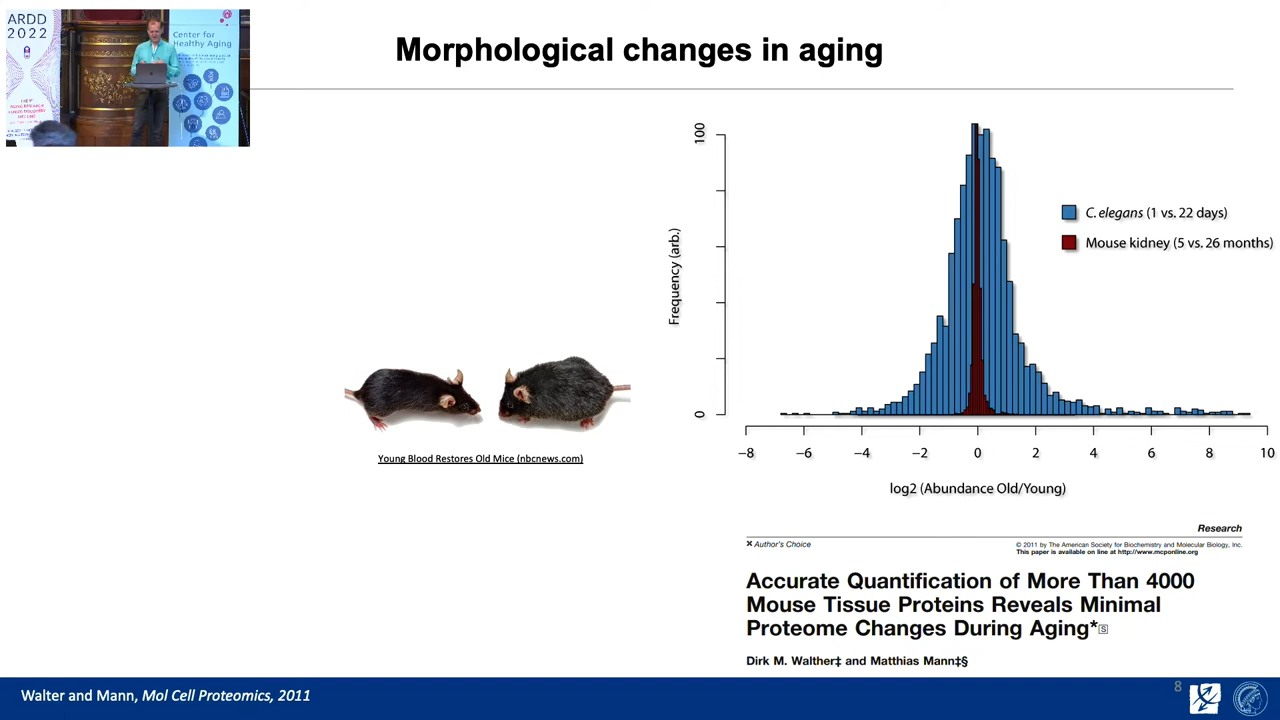 ARDD
2022
Center for
Healthy Aging
Morphological changes in aging
100
0
Frequency (arb.)
C. elegans (1 vs. 22 days)
Mouse kidney (5 vs. 26 months)
−8 −6 −4 −2 0 2 4 6 8 10
log2 (Abundance Old/Young)
Young Blood Restores Old Mice (nbcnews.com)
Research
Author's Choice
© 2011 by The American Society for Biochemistry and Molecular Biology, Inc.
This paper is available on line at http://www.mcponline.org
Accurate Quantification of More Than 4000
Mouse Tissue Proteins Reveals Minimal
Proteome Changes During Aging*S
Dirk M. Walther‡ and Matthias Mann‡§
Walter and Mann, Mol Cell Proteomics, 2011
8